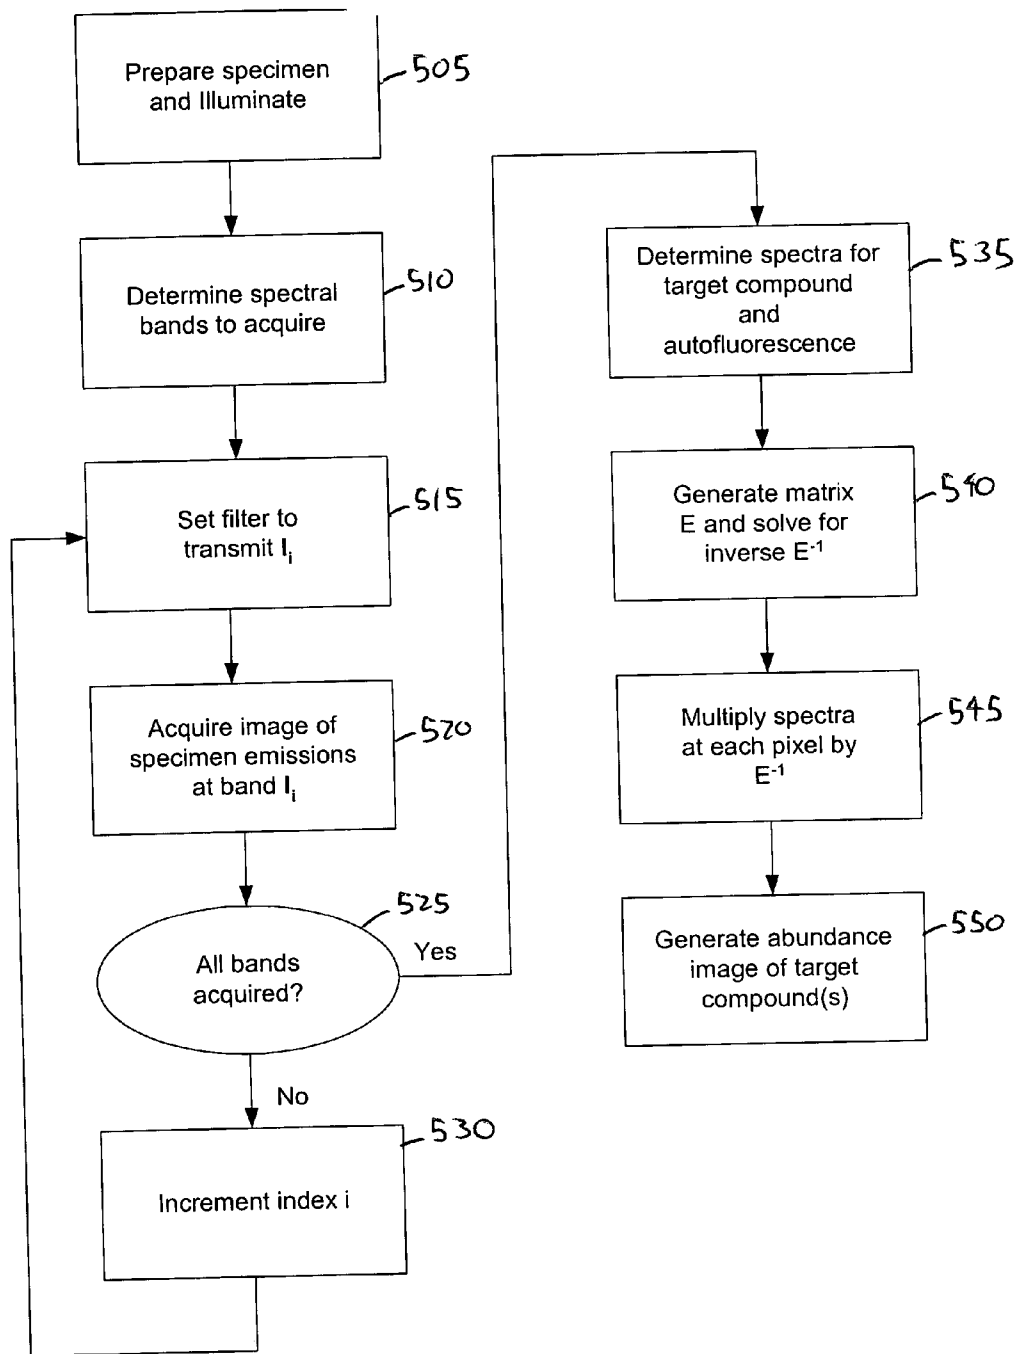 Prepare specimen
and Illuminate
505
Determine spectral
bands to acquire
510
Set filter to
transmit Iᵢ
515
Acquire image of
specimen emissions
at band Iᵢ
520
All bands
acquired?
525
Yes
No
Increment index i
530
Determine spectra for
target compound
and
autofluorescence
535
Generate matrix
E and solve for
inverse E⁻¹
540
Multiply spectra
at each pixel by
E⁻¹
545
Generate abundance
image of target
compound(s)
550